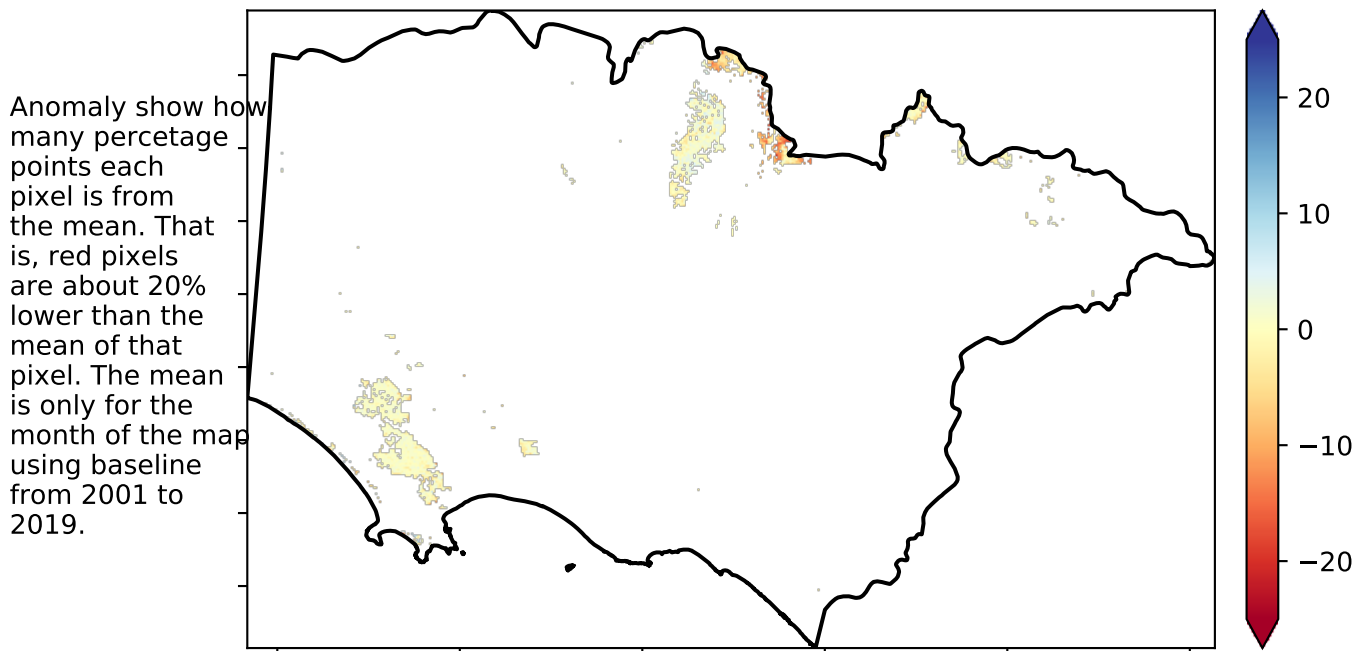 Anomaly show how
many percetage
points each
pixel is from
the mean. That
is, red pixels
are about 20%
lower than the
mean of that
pixel. The mean
is only for the
month of the map
using baseline
from 2001 to
2019.
20
10
0
−10
−20